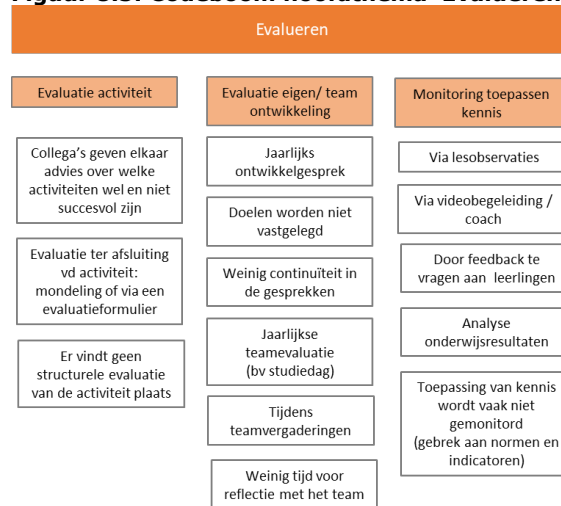 Evalueren
Evaluatie activiteit
Collega's geven elkaar
advies over welke
activiteiten wel en niet
succesvol zijn
Evaluatie ter afsluiting
vd activiteit:
mondeling of via een
evaluatieformulier
Er vindt geen
structurele evaluatie
van de activiteit plaats
Evaluatie eigen/ team
ontwikkeling
Jaarlijks
ontwikkelgesprek
Doelen worden niet
vastgelegd
Weinig continuïteit in
de gesprekken
Jaarlijkse
teamevaluatie
(bv studiedag)
Tijdens
teamvergaderingen
Weinig tijd voor
reflectie met het team
Monitoring toepassen
kennis
Via lesobservaties
Via videobegeleiding /
coach
Door feedback te
vragen aan leerlingen
Analyse
onderwijsresultaten
Toepassing van kennis
wordt vaak niet
gemonitord
(gebrek aan normen en
indicatoren)